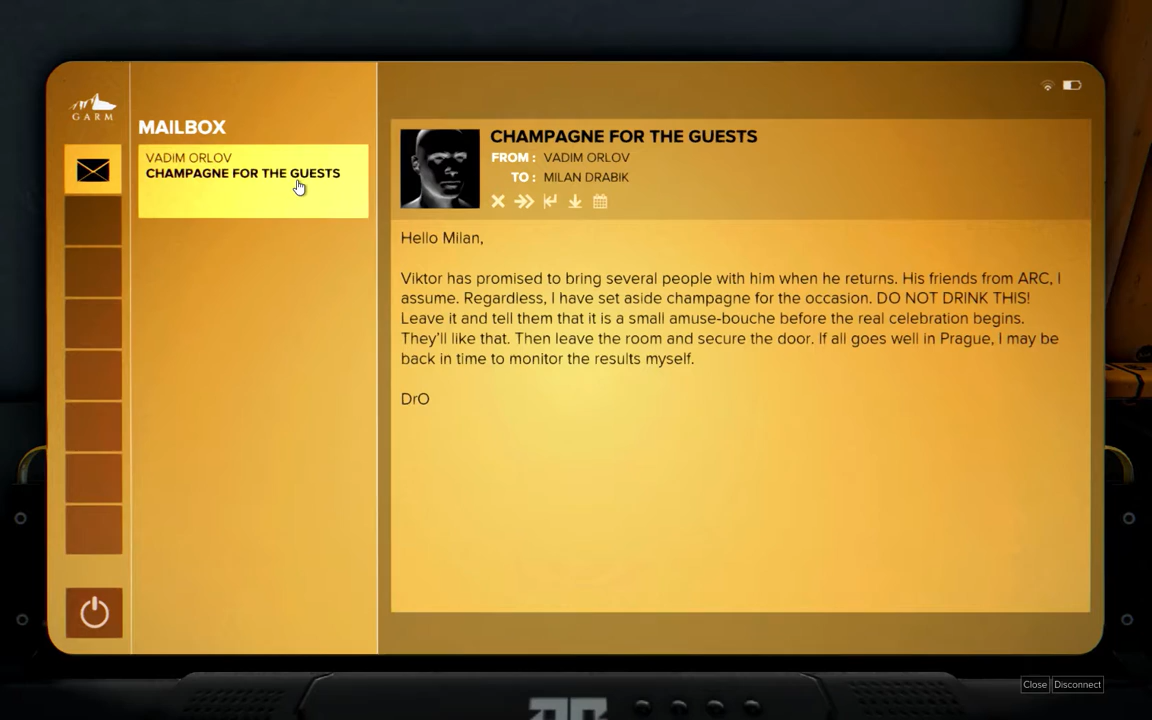 GARM
MAILBOX
VADIM ORLOV
CHAMPAGNE FOR THE GUESTS
CHAMPAGNE FOR THE GUESTS
FROM : VADIM ORLOV
TO : MILAN DRABIK
Hello Milan,
Viktor has promised to bring several people with him when he returns. His friends from ARC, I
assume. Regardless, I have set aside champagne for the occasion. DO NOT DRINK THIS!
Leave it and tell them that it is a small amuse-bouche before the real celebration begins.
They'll like that. Then leave the room and secure the door. If all goes well in Prague, I may be
back in time to monitor the results myself.
DrO
Close Disconnect